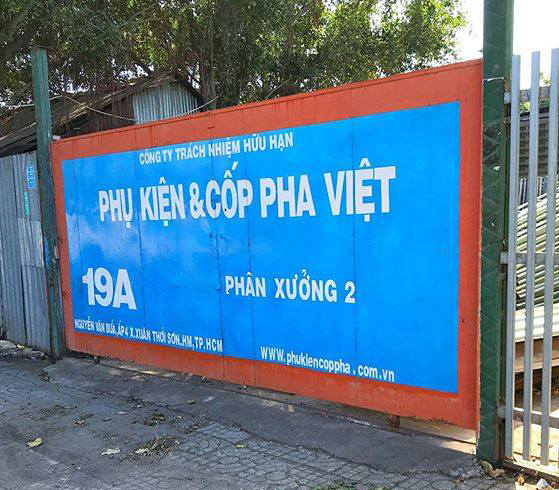 CÔNG TY TRÁCH NHIỆM HỮU HẠN
PHỤ KIỆN & CỐP PHA VIỆT
19A
PHÂN XƯỞNG 2
NGUYỄN VĂN BỨA, ẤP4 X.XUÂN THỚI SƠN.HM,TP.HCM
www.phukiencoppha.com.vn